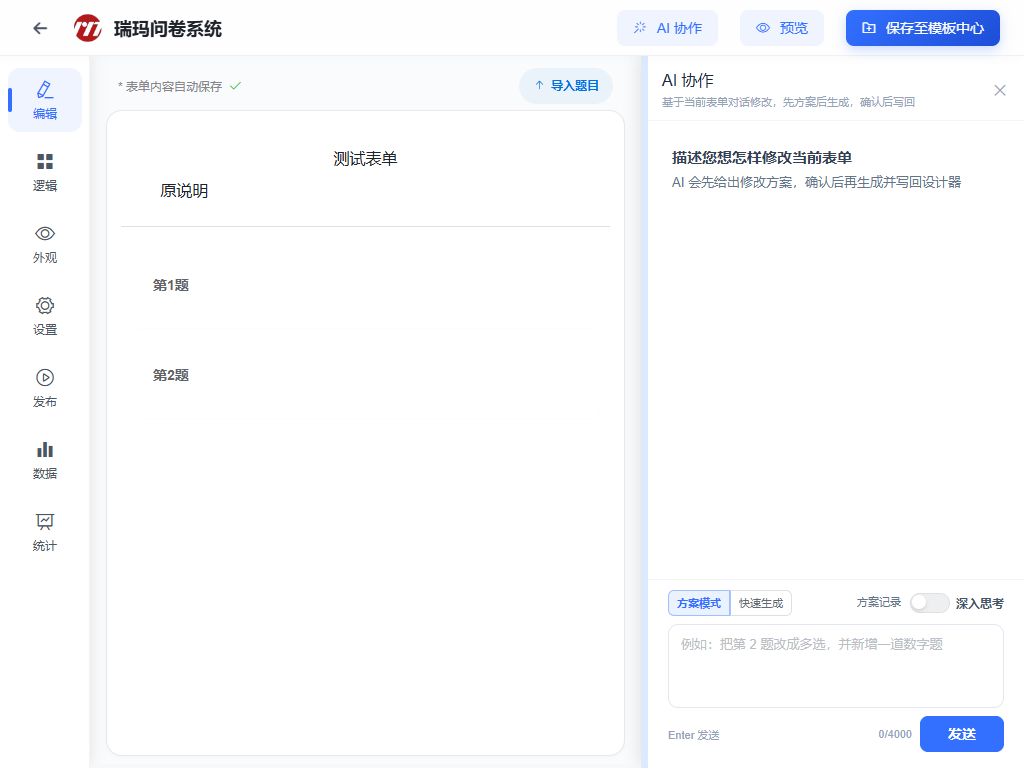 瑞玛问卷系统
AI 协作
预览
保存至模板中心
编辑
逻辑
外观
设置
发布
数据
统计
* 表单内容自动保存
导入题目
测试表单
原说明
第1题
第2题
AI 协作
基于当前表单对话修改，先方案后生成，确认后写回
描述您想怎样修改当前表单
AI 会先给出修改方案，确认后再生成并写回设计器
方案模式
快速生成
方案记录
深入思考
例如：把第 2 题改成多选，并新增一道数字题
Enter 发送
0/4000
发送